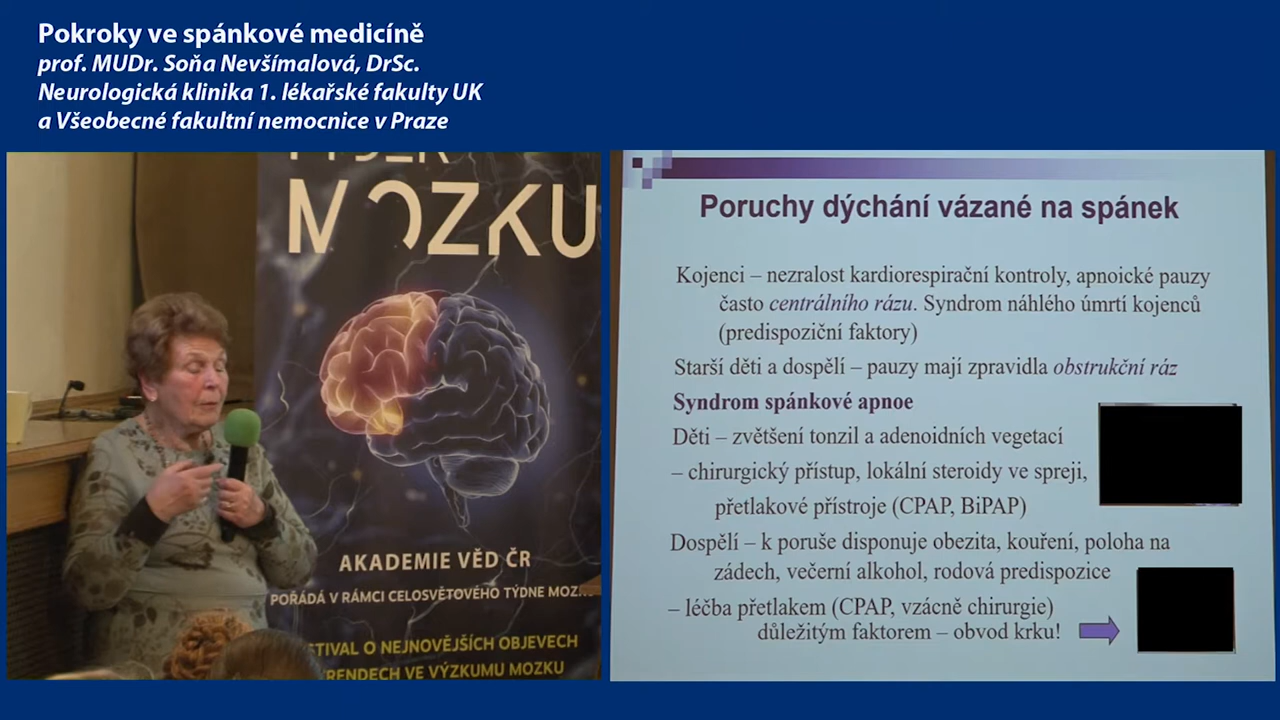 Pokroky ve spánkové medicíně
prof. MUDr. Soňa Nevšímalová, DrSc.
Neurologická klinika 1. lékařské fakulty UK
a Všeobecné fakultní nemocnice v Praze
MOZKU
AKADEMIE VĚD ČR
POŘÁDÁ V RÁMCI CELOSVĚTOVÉHO TÝDNE
O NEJNOVĚJŠÍCH OBJEVECH
VE VÝZKUMU MOZKU
Poruchy dýchání vázané na spánek
Kojenci – nezralost kardiorespirační kontroly, apnoické pauzy
často centrálního rázu. Syndrom náhlého úmrtí kojenců
(predispoziční faktory)
Starší děti a dospělí – pauzy mají zpravidla obstrukční ráz
Syndrom spánkové apnoe
Děti – zvětšení tonzil a adenoidních vegetací
– chirurgický přístup, lokální steroidy ve spreji,
přetlakové přístroje (CPAP, BiPAP)
Dospělí – k poruše disponuje obezita, kouření, poloha na
zádech, večerní alkohol, rodová predispozice
– léčba přetlakem (CPAP, vzácně chirurgie)
důležitým faktorem – obvod krku!